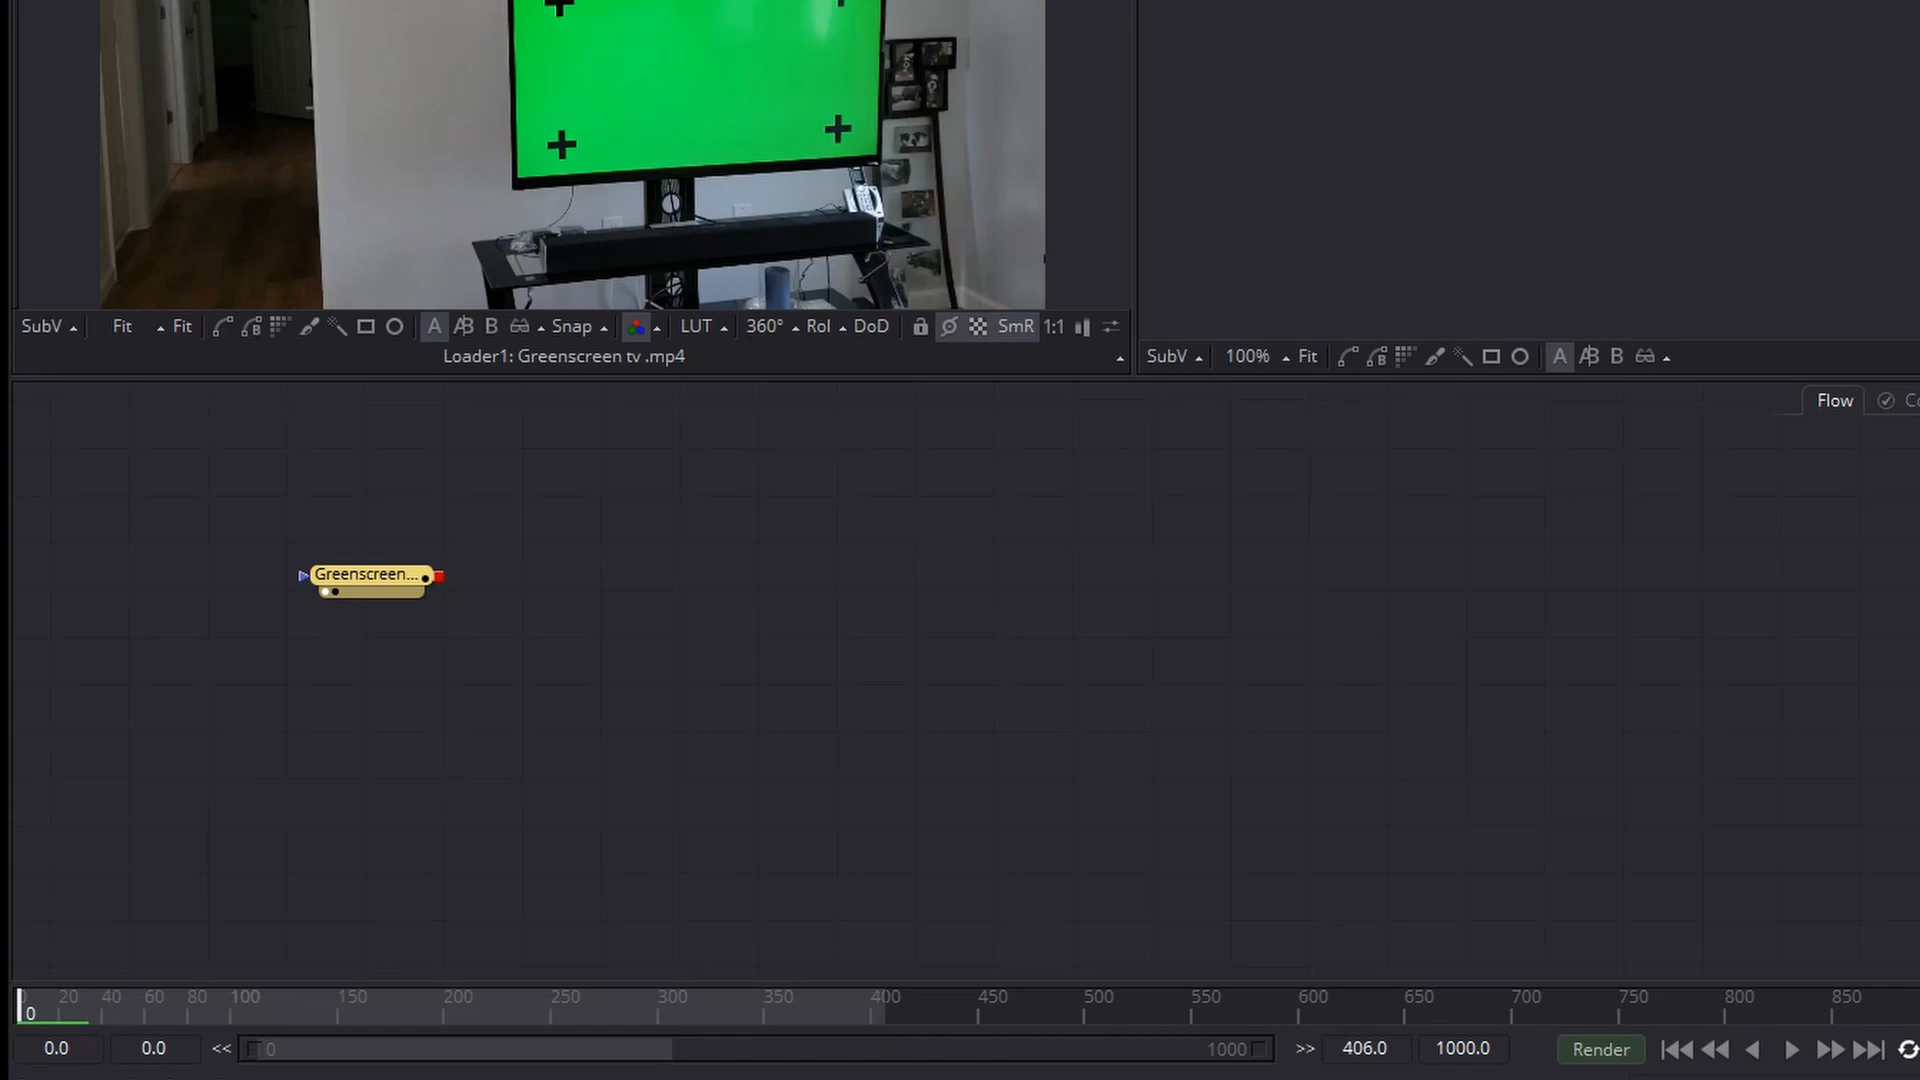 SubV Fit Fit A A|B B Snap LUT 360° RoI DoD SmR 1:1
Loader1: Greenscreen tv .mp4
SubV 100% Fit A A|B B
Flow
Greenscreen...
0 20 40 60 80 100 150 200 250 300 350 400 450 500 550 600 650 700 750 800 850
0
0.0 0.0 << 0 1000 >> 406.0 1000.0 Render